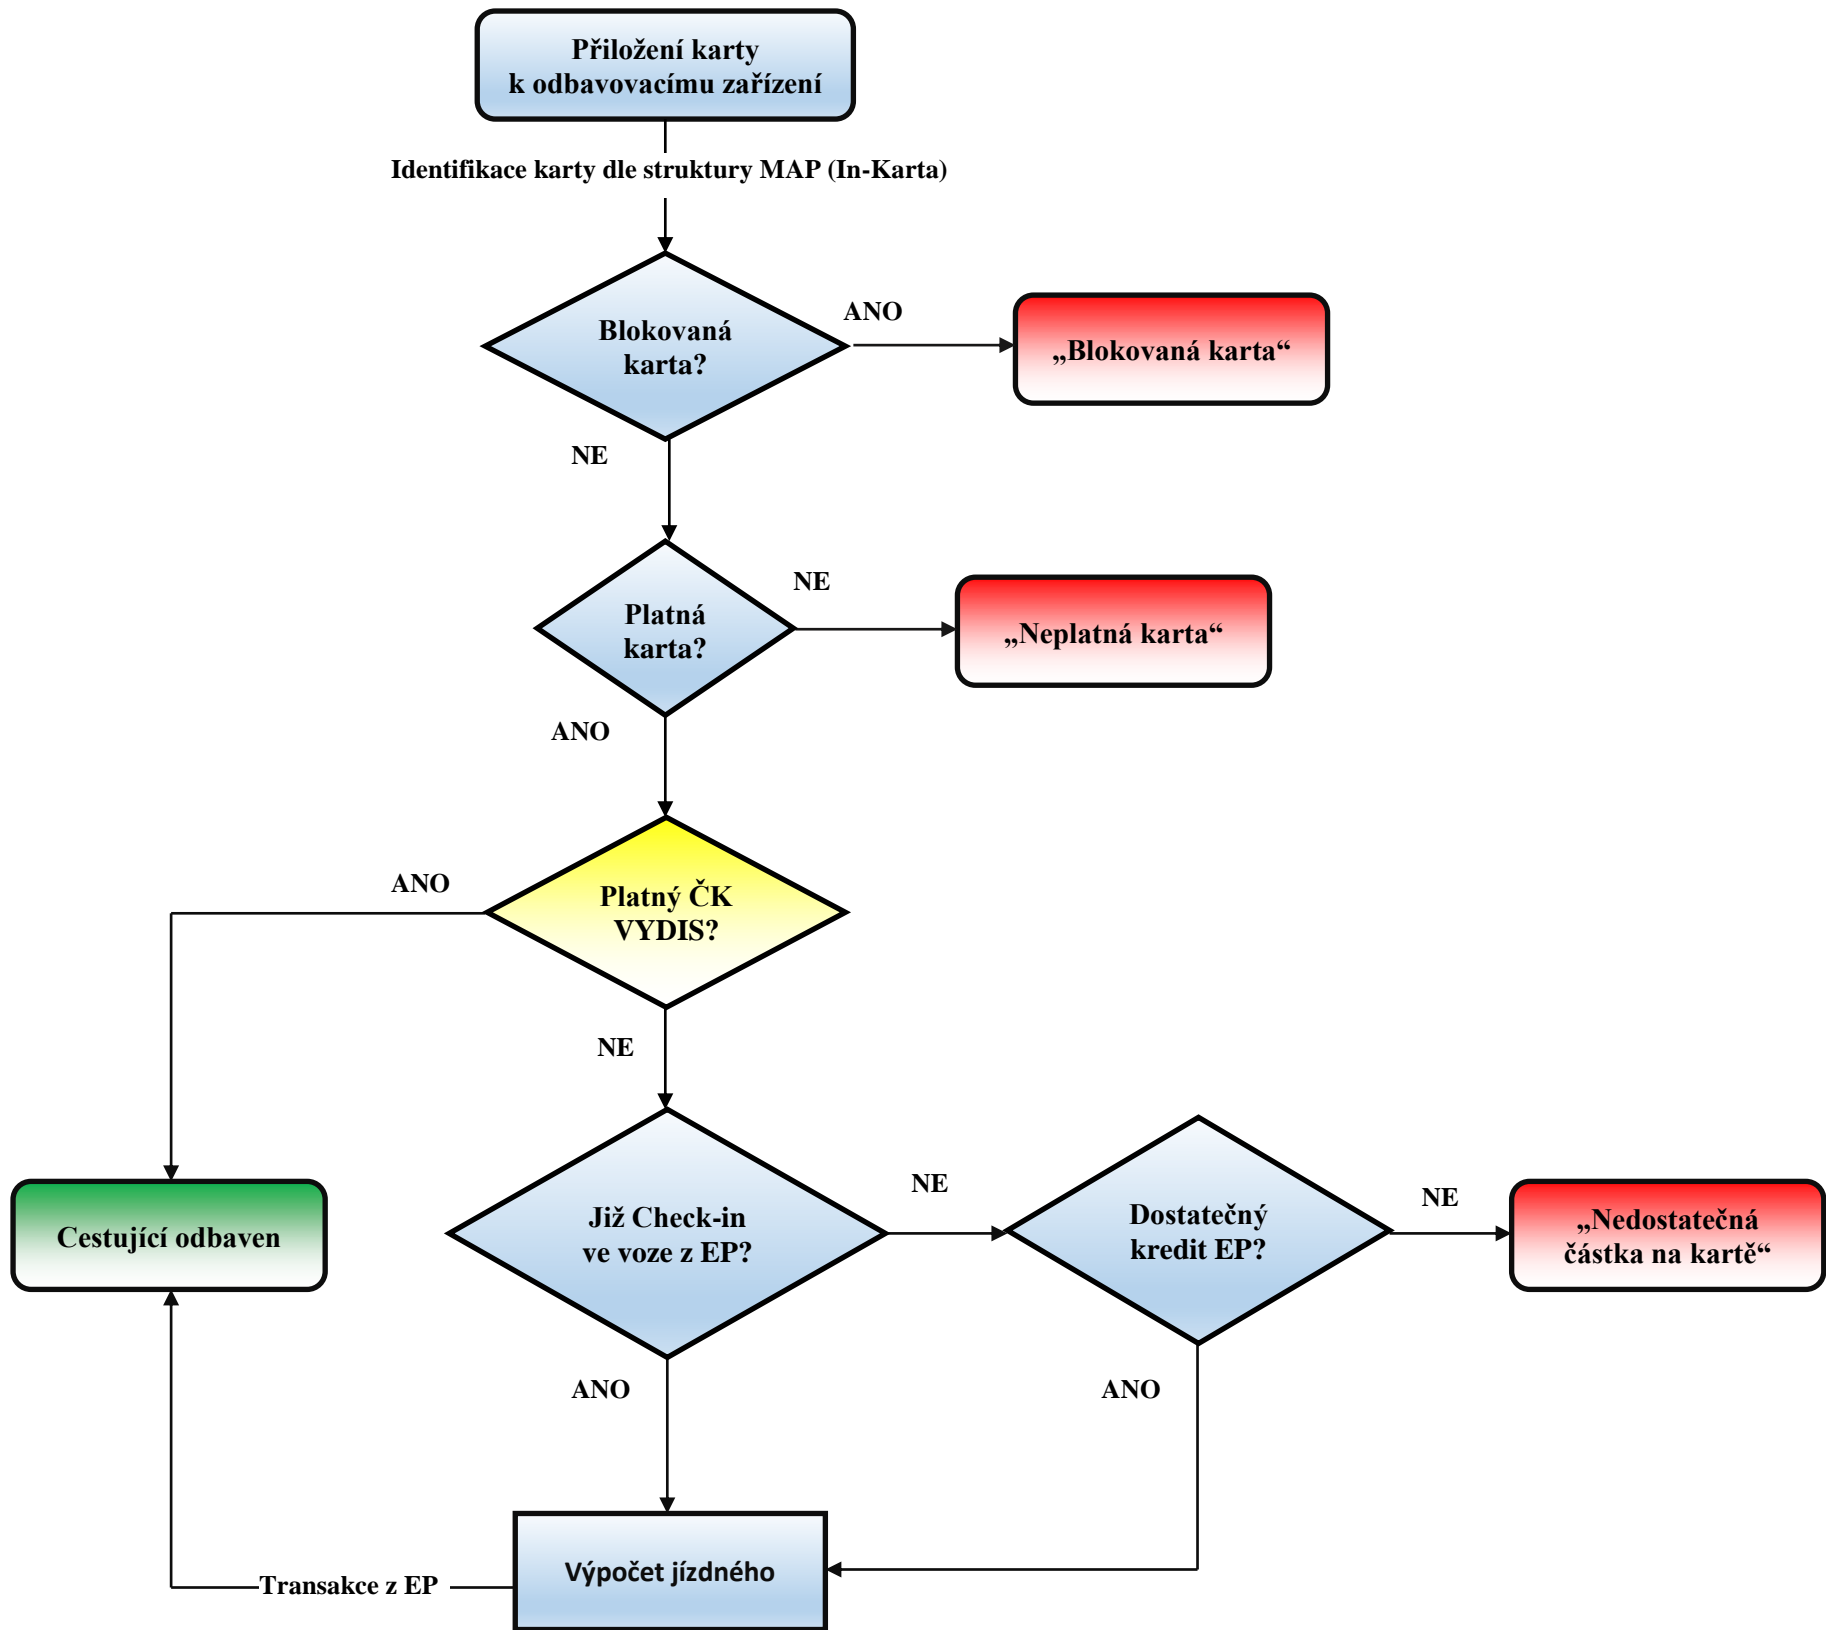 Přiložení karty
k odbavovacímu zařízení
Identifikace karty dle struktury MAP (In-Karta)
Blokovaná
karta?
ANO
„Blokovaná karta“
NE
Platná
karta?
NE
„Neplatná karta“
ANO
Platný ČK
VYDIS?
ANO
NE
Cestující odbaven
Již Check-in
ve voze z EP?
NE
Dostatečný
kredit EP?
NE
„Nedostatečná
částka na kartě“
ANO
ANO
Výpočet jízdného
Transakce z EP